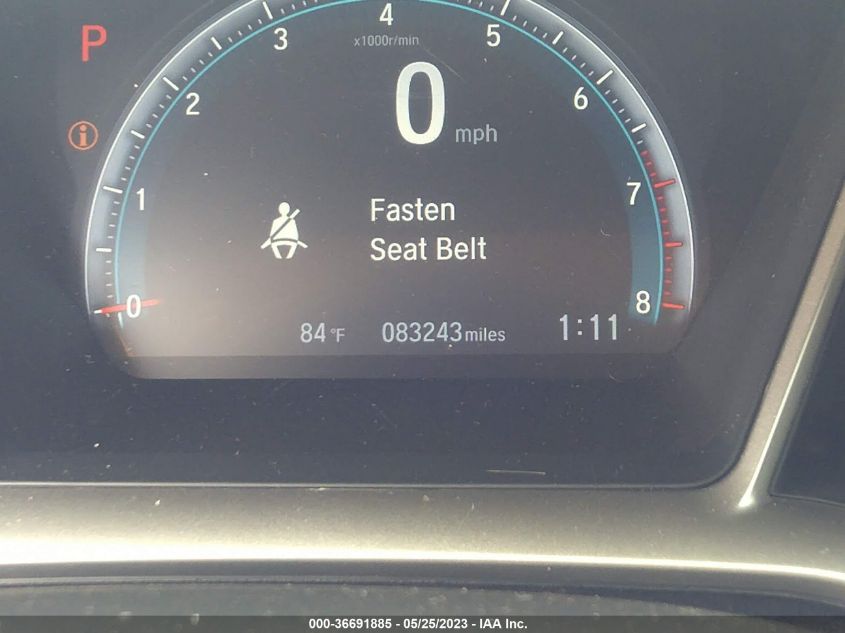 P
4
3
5
x1000r/min
2
6
0 mph
i
1
7
Fasten
Seat Belt
0
8
84°F 083243 miles 1:11
000-36691885 - 05/25/2023 - IAA Inc.